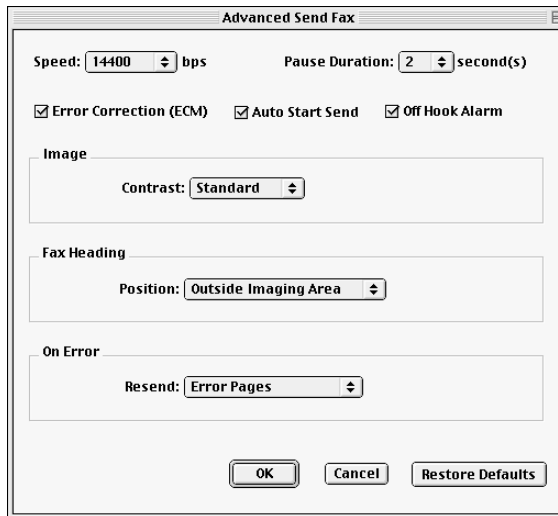 Advanced Send Fax
Speed: 14400 bps Pause Duration: 2 second(s)
Error Correction (ECM) Auto Start Send Off Hook Alarm
Image
Contrast: Standard
Fax Heading
Position: Outside Imaging Area
On Error
Resend: Error Pages
OK Cancel Restore Defaults